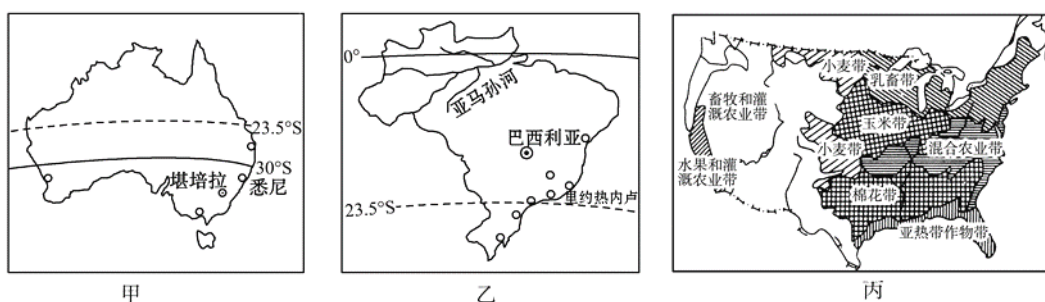 23.5°S
30°S
堪培拉
悉尼
甲
0°
亚马孙河
巴西利亚
里约热内卢
23.5°S
乙
小麦带
乳畜带
畜牧和灌
溉农业带
玉米带
小麦带
混合农业带
水果和灌
溉农业带
棉花带
亚热带作物带
丙